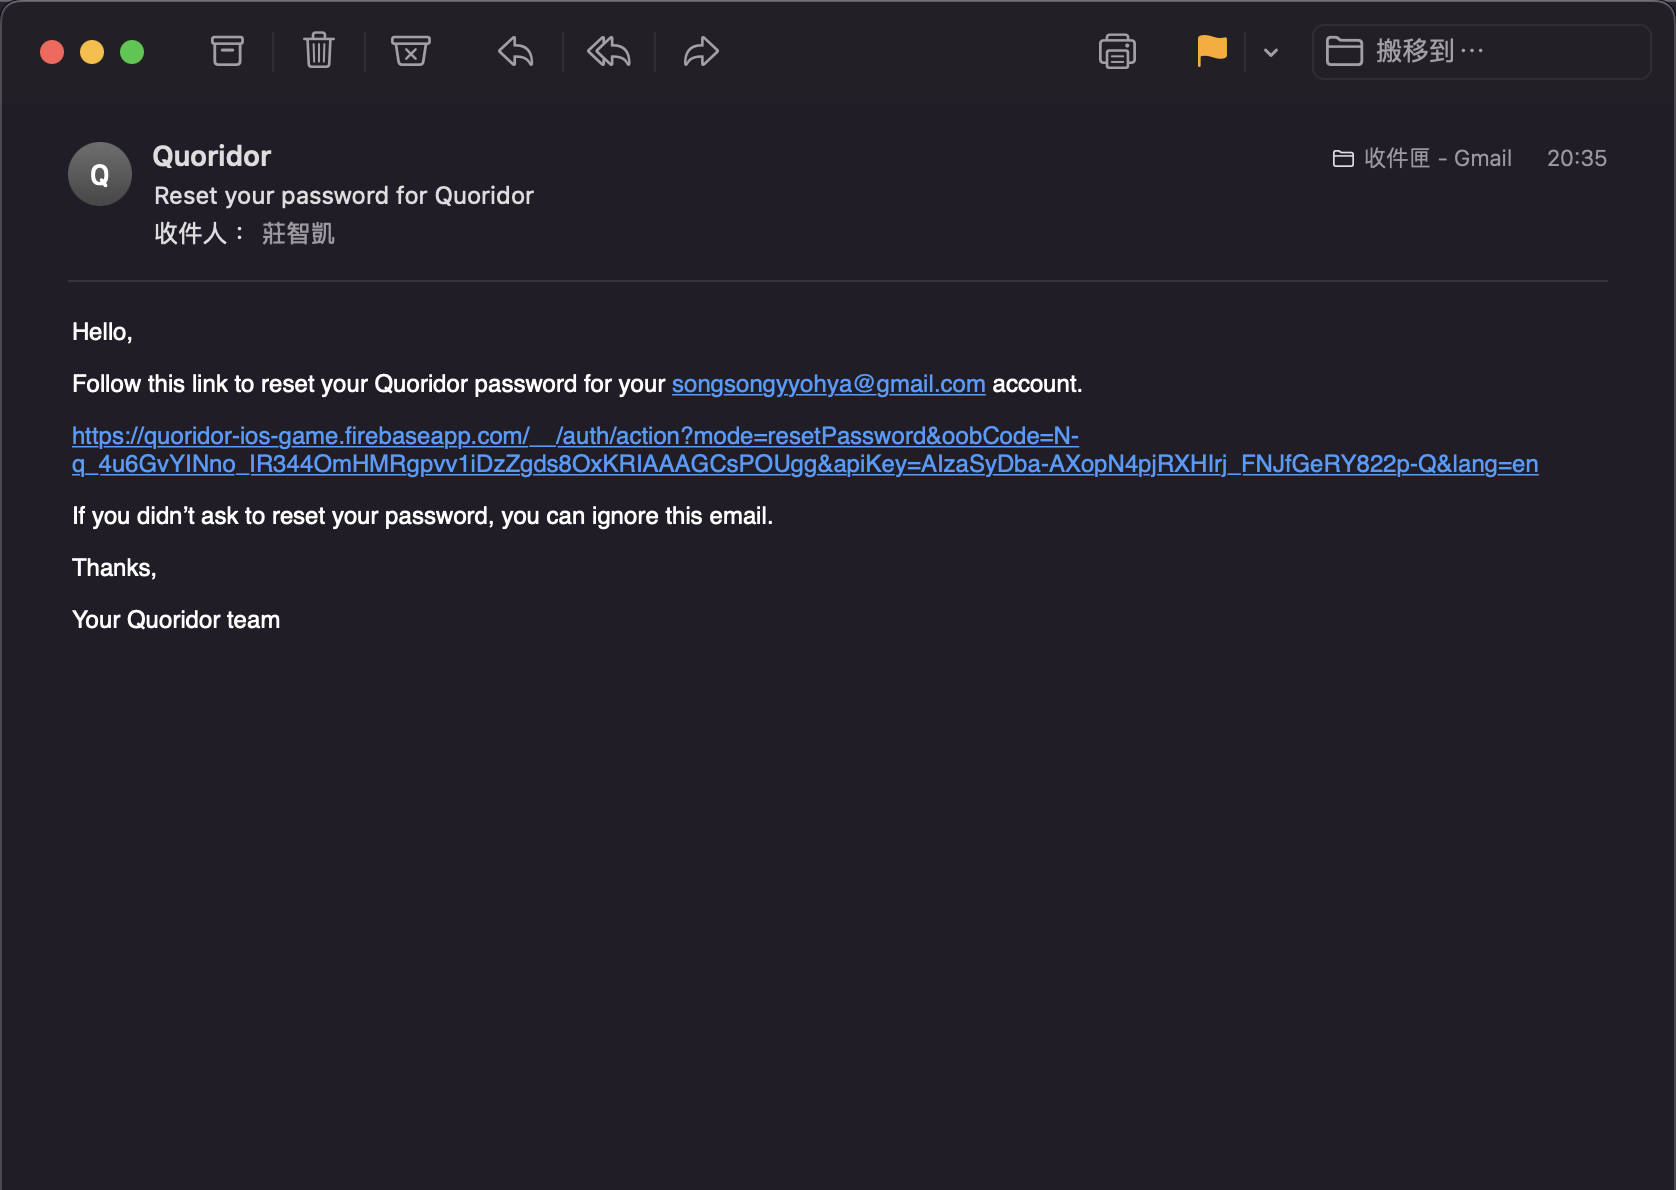 搬移到…
Q
Quoridor
收件匣 - Gmail
20:35
Reset your password for Quoridor
收件人： 莊智凱
Hello,
Follow this link to reset your Quoridor password for your songsongyyohya@gmail.com account.
https://quoridor-ios-game.firebaseapp.com/__/auth/action?mode=resetPassword&oobCode=N-
q_4u6GvYINno_IR344OmHMRgpvv1iDzZgds8OxKRIAAAGCsPOUgg&apiKey=AIzaSyDba-AXopN4pjRXHIrj_FNJfGeRY822p-Q&lang=en
If you didn’t ask to reset your password, you can ignore this email.
Thanks,
Your Quoridor team